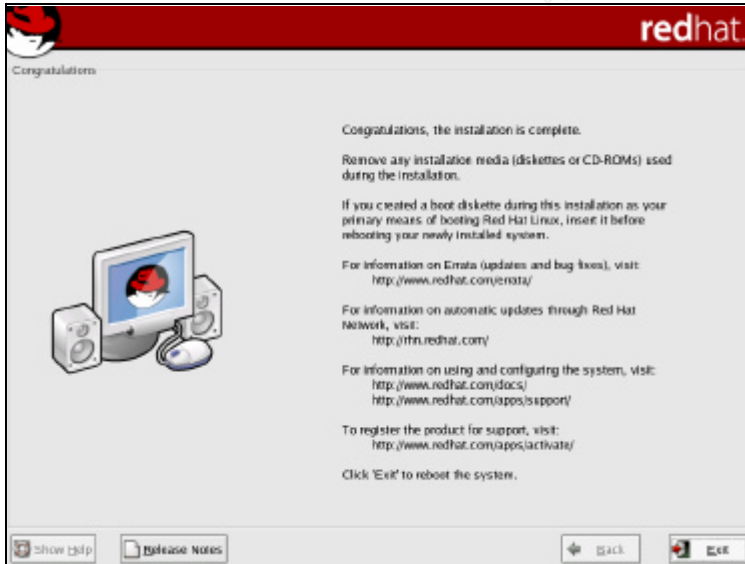 redhat.
Congratulations
Congratulations, the installation is complete.
Remove any installation media (diskettes or CD-ROMs) used
during the installation.
If you created a boot diskette during this installation as your
primary means of booting Red Hat Linux, insert it before
rebooting your newly installed system.
For information on Errata (updates and bug fixes), visit:
http://www.redhat.com/errata/
For information on automatic updates through Red Hat
Network, visit:
http://rhn.redhat.com/
For information on using and configuring the system, visit:
http://www.redhat.com/docs/
http://www.redhat.com/apps/support/
To register the product for support, visit:
http://www.redhat.com/apps/activate/
Click 'Exit' to reboot the system.
Show Help
Release Notes
Back
Exit